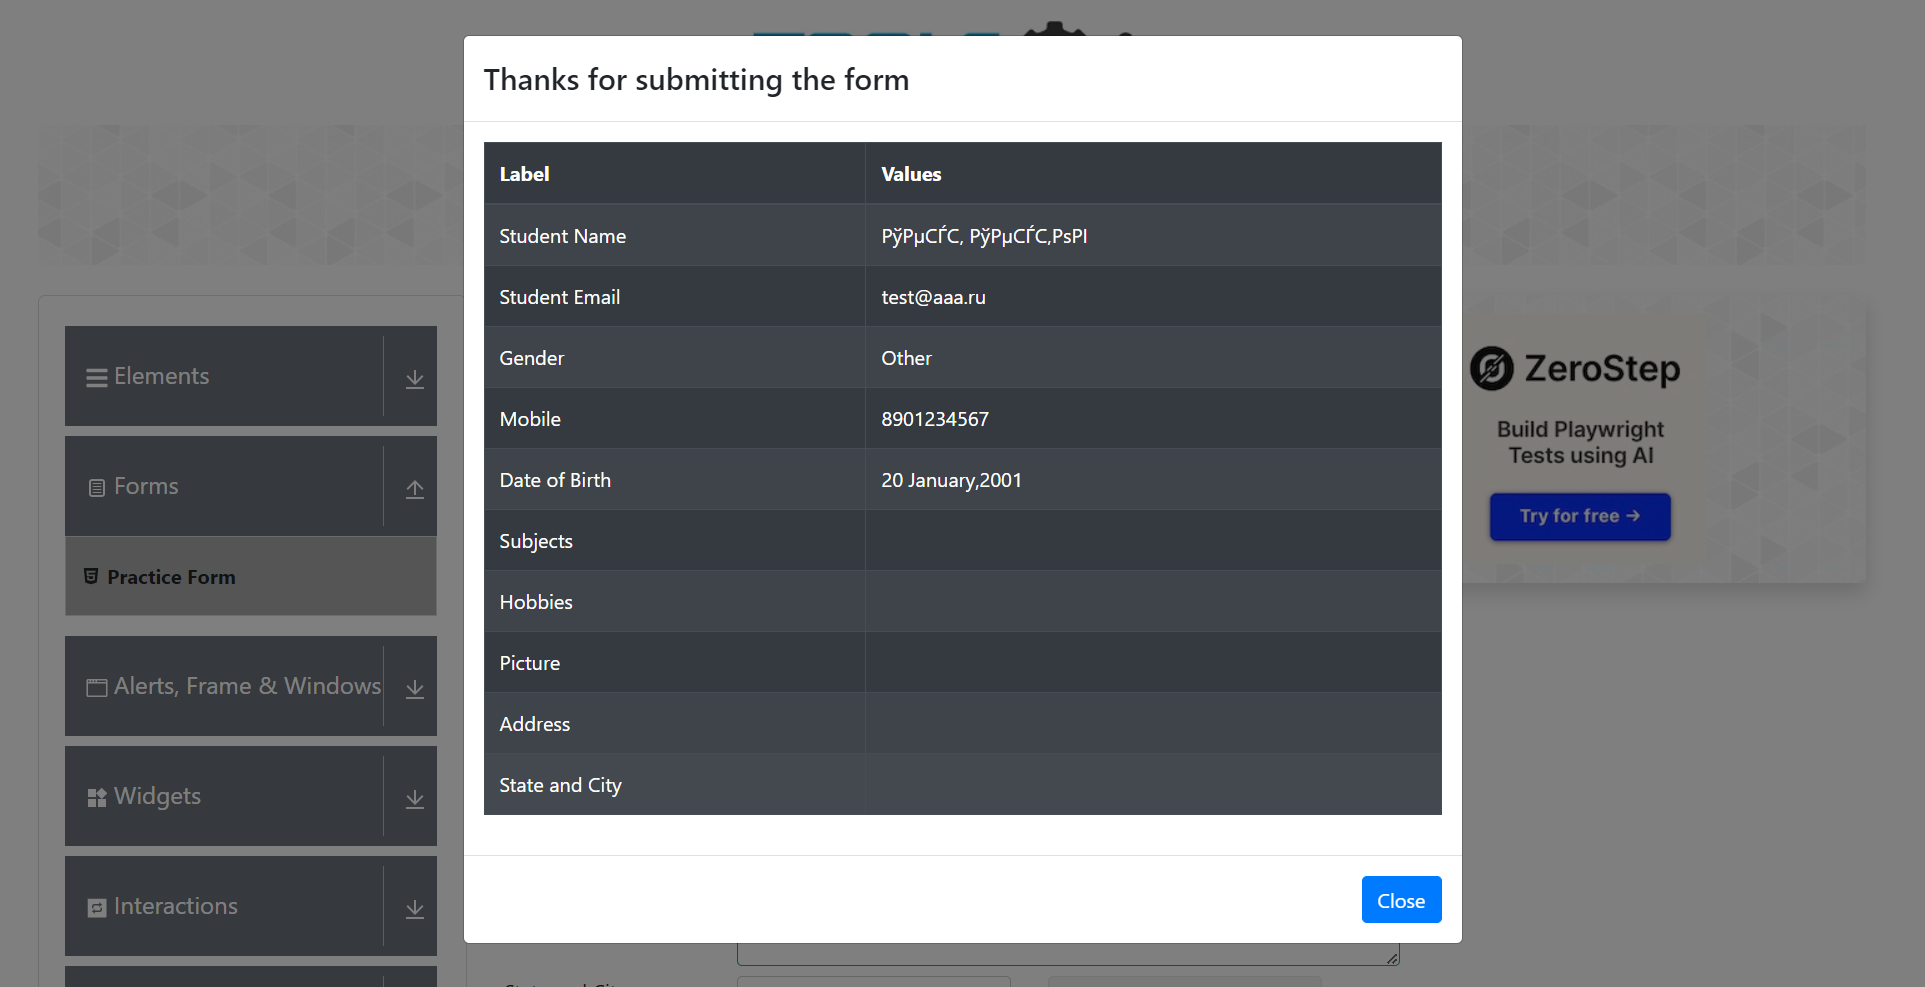 Thanks for submitting the form
Label Values
Student Name РўРµСЃС‚ РўРµСЃС‚РѕРІ
Student Email test@aaa.ru
Gender Other
Mobile 8901234567
Date of Birth 20 January,2001
Subjects
Hobbies
Picture
Address
State and City
Close
Elements
Forms
Practice Form
Alerts, Frame & Windows
Widgets
Interactions
ZeroStep
Build Playwright
Tests using AI
Try for free →